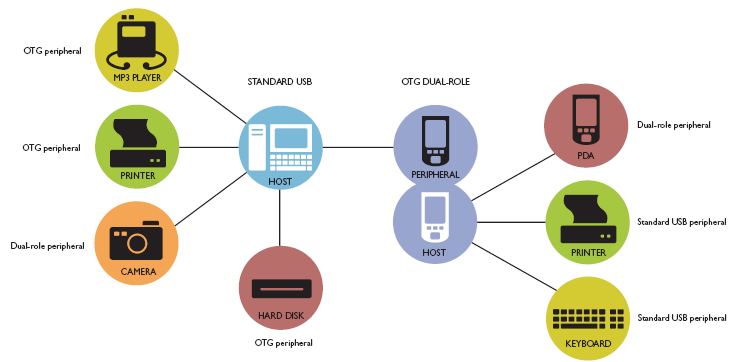 OTG peripheral
MP3 PLAYER
STANDARD USB
OTG DUAL-ROLE
OTG peripheral
PRINTER
HOST
PERIPHERAL
PDA
Dual-role peripheral
Dual-role peripheral
CAMERA
HOST
PRINTER
Standard USB peripheral
HARD DISK
OTG peripheral
KEYBOARD
Standard USB peripheral